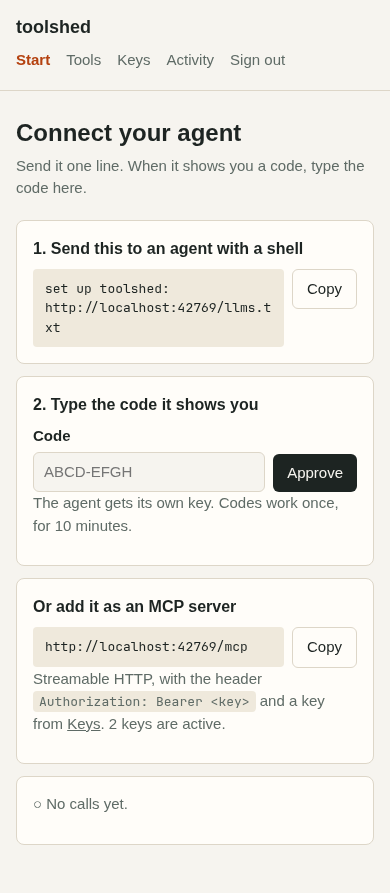 toolshed
Start Tools Keys Activity Sign out
Connect your agent
Send it one line. When it shows you a code, type the
code here.
1. Send this to an agent with a shell
set up toolshed:
http://localhost:42769/llms.t
xt
Copy
2. Type the code it shows you
Code
ABCD-EFGH
Approve
The agent gets its own key. Codes work once,
for 10 minutes.
Or add it as an MCP server
http://localhost:42769/mcp
Copy
Streamable HTTP, with the header
Authorization: Bearer <key> and a key
from Keys. 2 keys are active.
○ No calls yet.